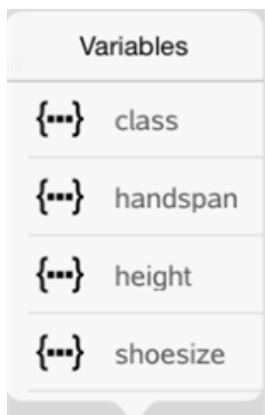 Variables
{...} class
{...} handspan
{...} height
{...} shoesize